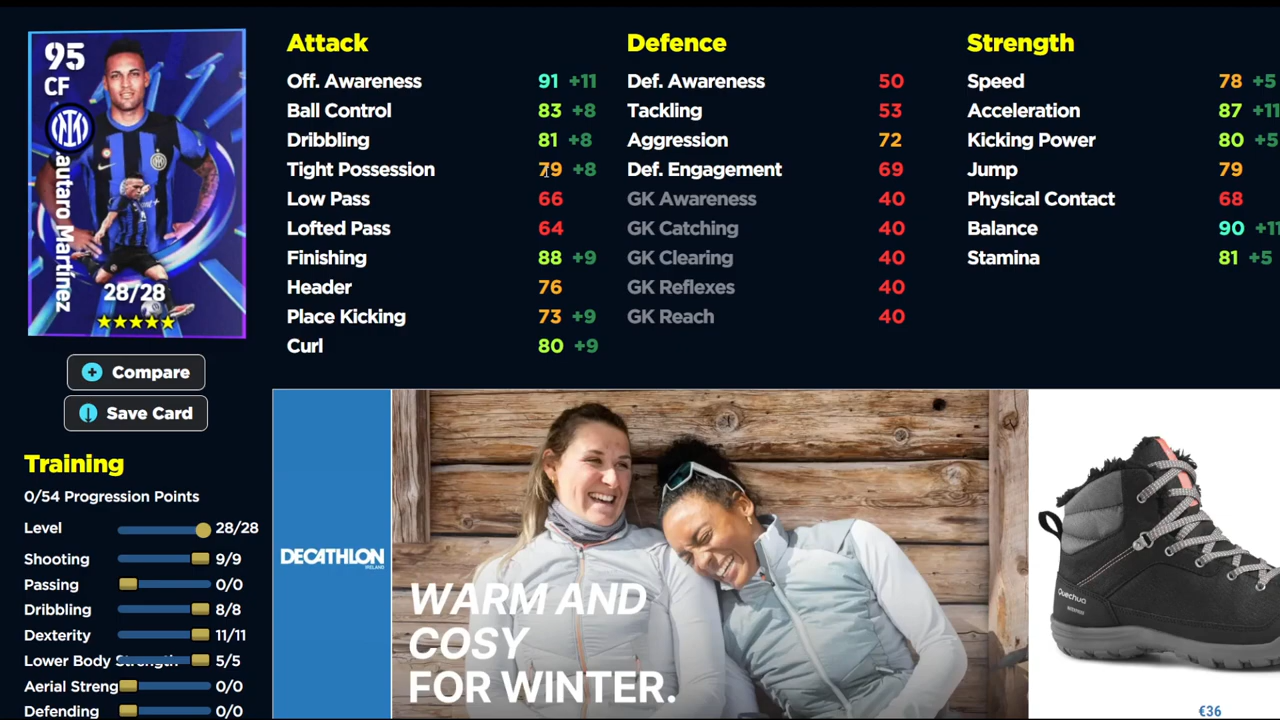 95
CF
autaro Martínez
28/28
Compare
Save Card
Training
0/54 Progression Points
Level 28/28
Shooting 9/9
Passing 0/0
Dribbling 8/8
Dexterity 11/11
Lower Body Strength 5/5
Aerial Streng 0/0
Defending 0/0
Attack
Off. Awareness 91 +11
Ball Control 83 +8
Dribbling 81 +8
Tight Possession 79 +8
Low Pass 66
Lofted Pass 64
Finishing 88 +9
Header 76
Place Kicking 73 +9
Curl 80 +9
Defence
Def. Awareness 50
Tackling 53
Aggression 72
Def. Engagement 69
GK Awareness 40
GK Catching 40
GK Clearing 40
GK Reflexes 40
GK Reach 40
Strength
Speed 78 +5
Acceleration 87 +11
Kicking Power 80 +5
Jump 79
Physical Contact 68
Balance 90 +11
Stamina 81 +5
DECATHLON
IRELAND
WARM AND
COSY
FOR WINTER.
Quechua
€36